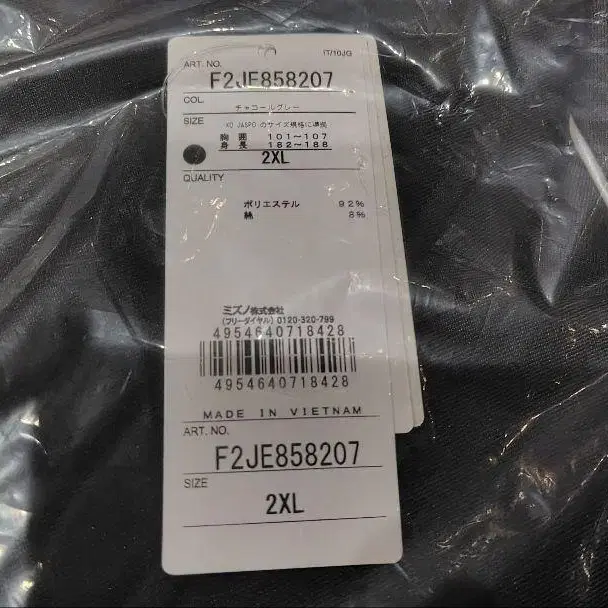 IT/10JG
ART. NO.
F2JE858207
COL.
チャコールグレー
SIZE
XO JASPO のサイズ規格に準拠
胸 囲 101~107
身 長 182~188
2XL
QUALITY
ポリエステル 92%
綿 8%
ミズノ株式会社
(フリーダイヤル) 0120-320-799
4954640718428
4954640718428
MADE IN VIETNAM
ART. NO.
F2JE858207
SIZE
2XL